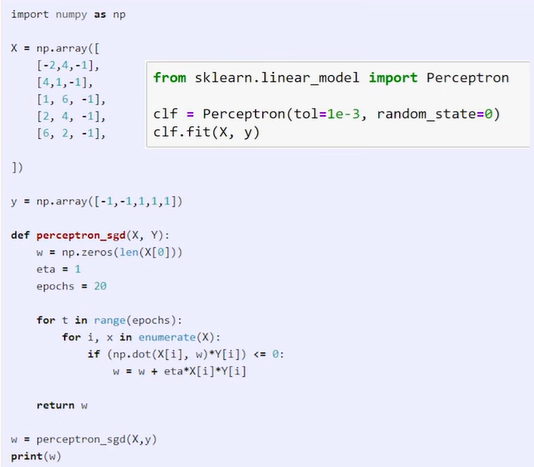 import numpy as np
X = np.array([
    [-2,4,-1],
    [4,1,-1],
    [1, 6, -1],
    [2, 4, -1],
    [6, 2, -1],
])
from sklearn.linear_model import Perceptron
clf = Perceptron(tol=1e-3, random_state=0)
clf.fit(X, y)
y = np.array([-1,-1,1,1,1])
def perceptron_sgd(X, Y):
    w = np.zeros(len(X[0]))
    eta = 1
    epochs = 20
    for t in range(epochs):
        for i, x in enumerate(X):
            if (np.dot(X[i], w)*Y[i]) <= 0:
                w = w + eta*X[i]*Y[i]
    return w
w = perceptron_sgd(X,y)
print(w)